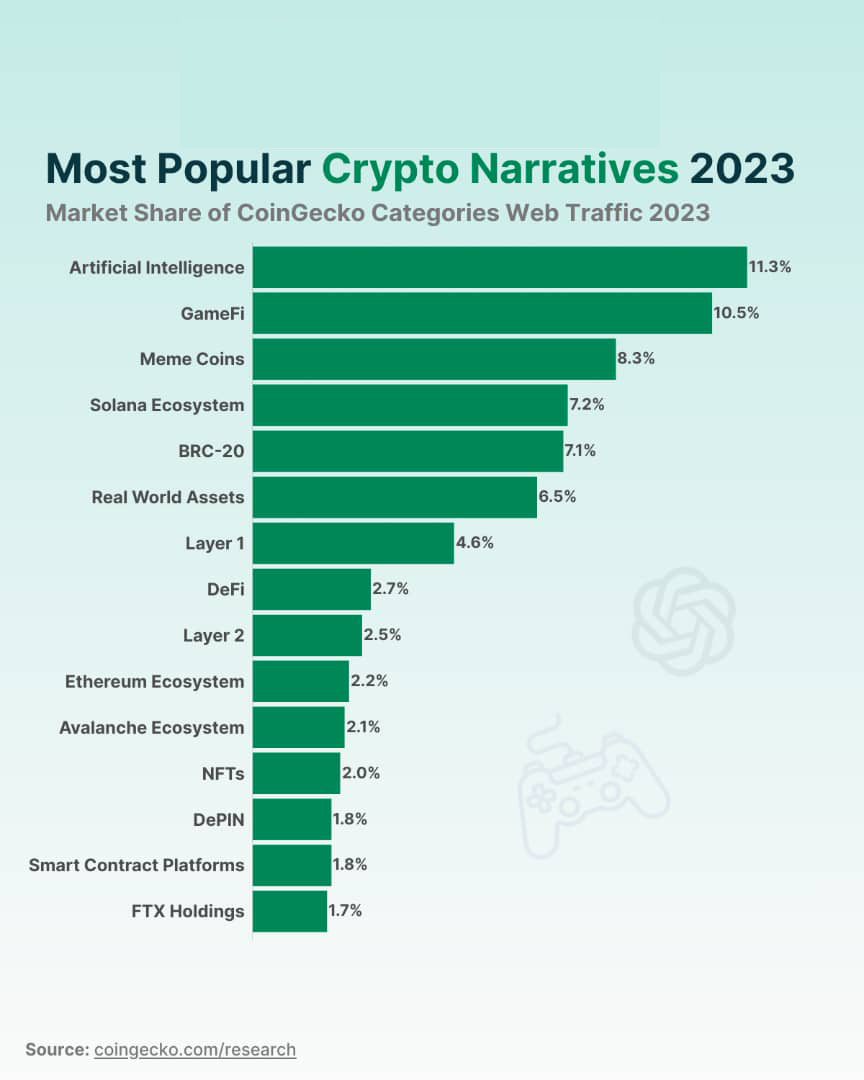 Most Popular Crypto Narratives 2023
Market Share of CoinGecko Categories Web Traffic 2023
Artificial Intelligence 11.3%
GameFi 10.5%
Meme Coins 8.3%
Solana Ecosystem 7.2%
BRC-20 7.1%
Real World Assets 6.5%
Layer 1 4.6%
DeFi 2.7%
Layer 2 2.5%
Ethereum Ecosystem 2.2%
Avalanche Ecosystem 2.1%
NFTs 2.0%
DePIN 1.8%
Smart Contract Platforms 1.8%
FTX Holdings 1.7%
Source: coingecko.com/research